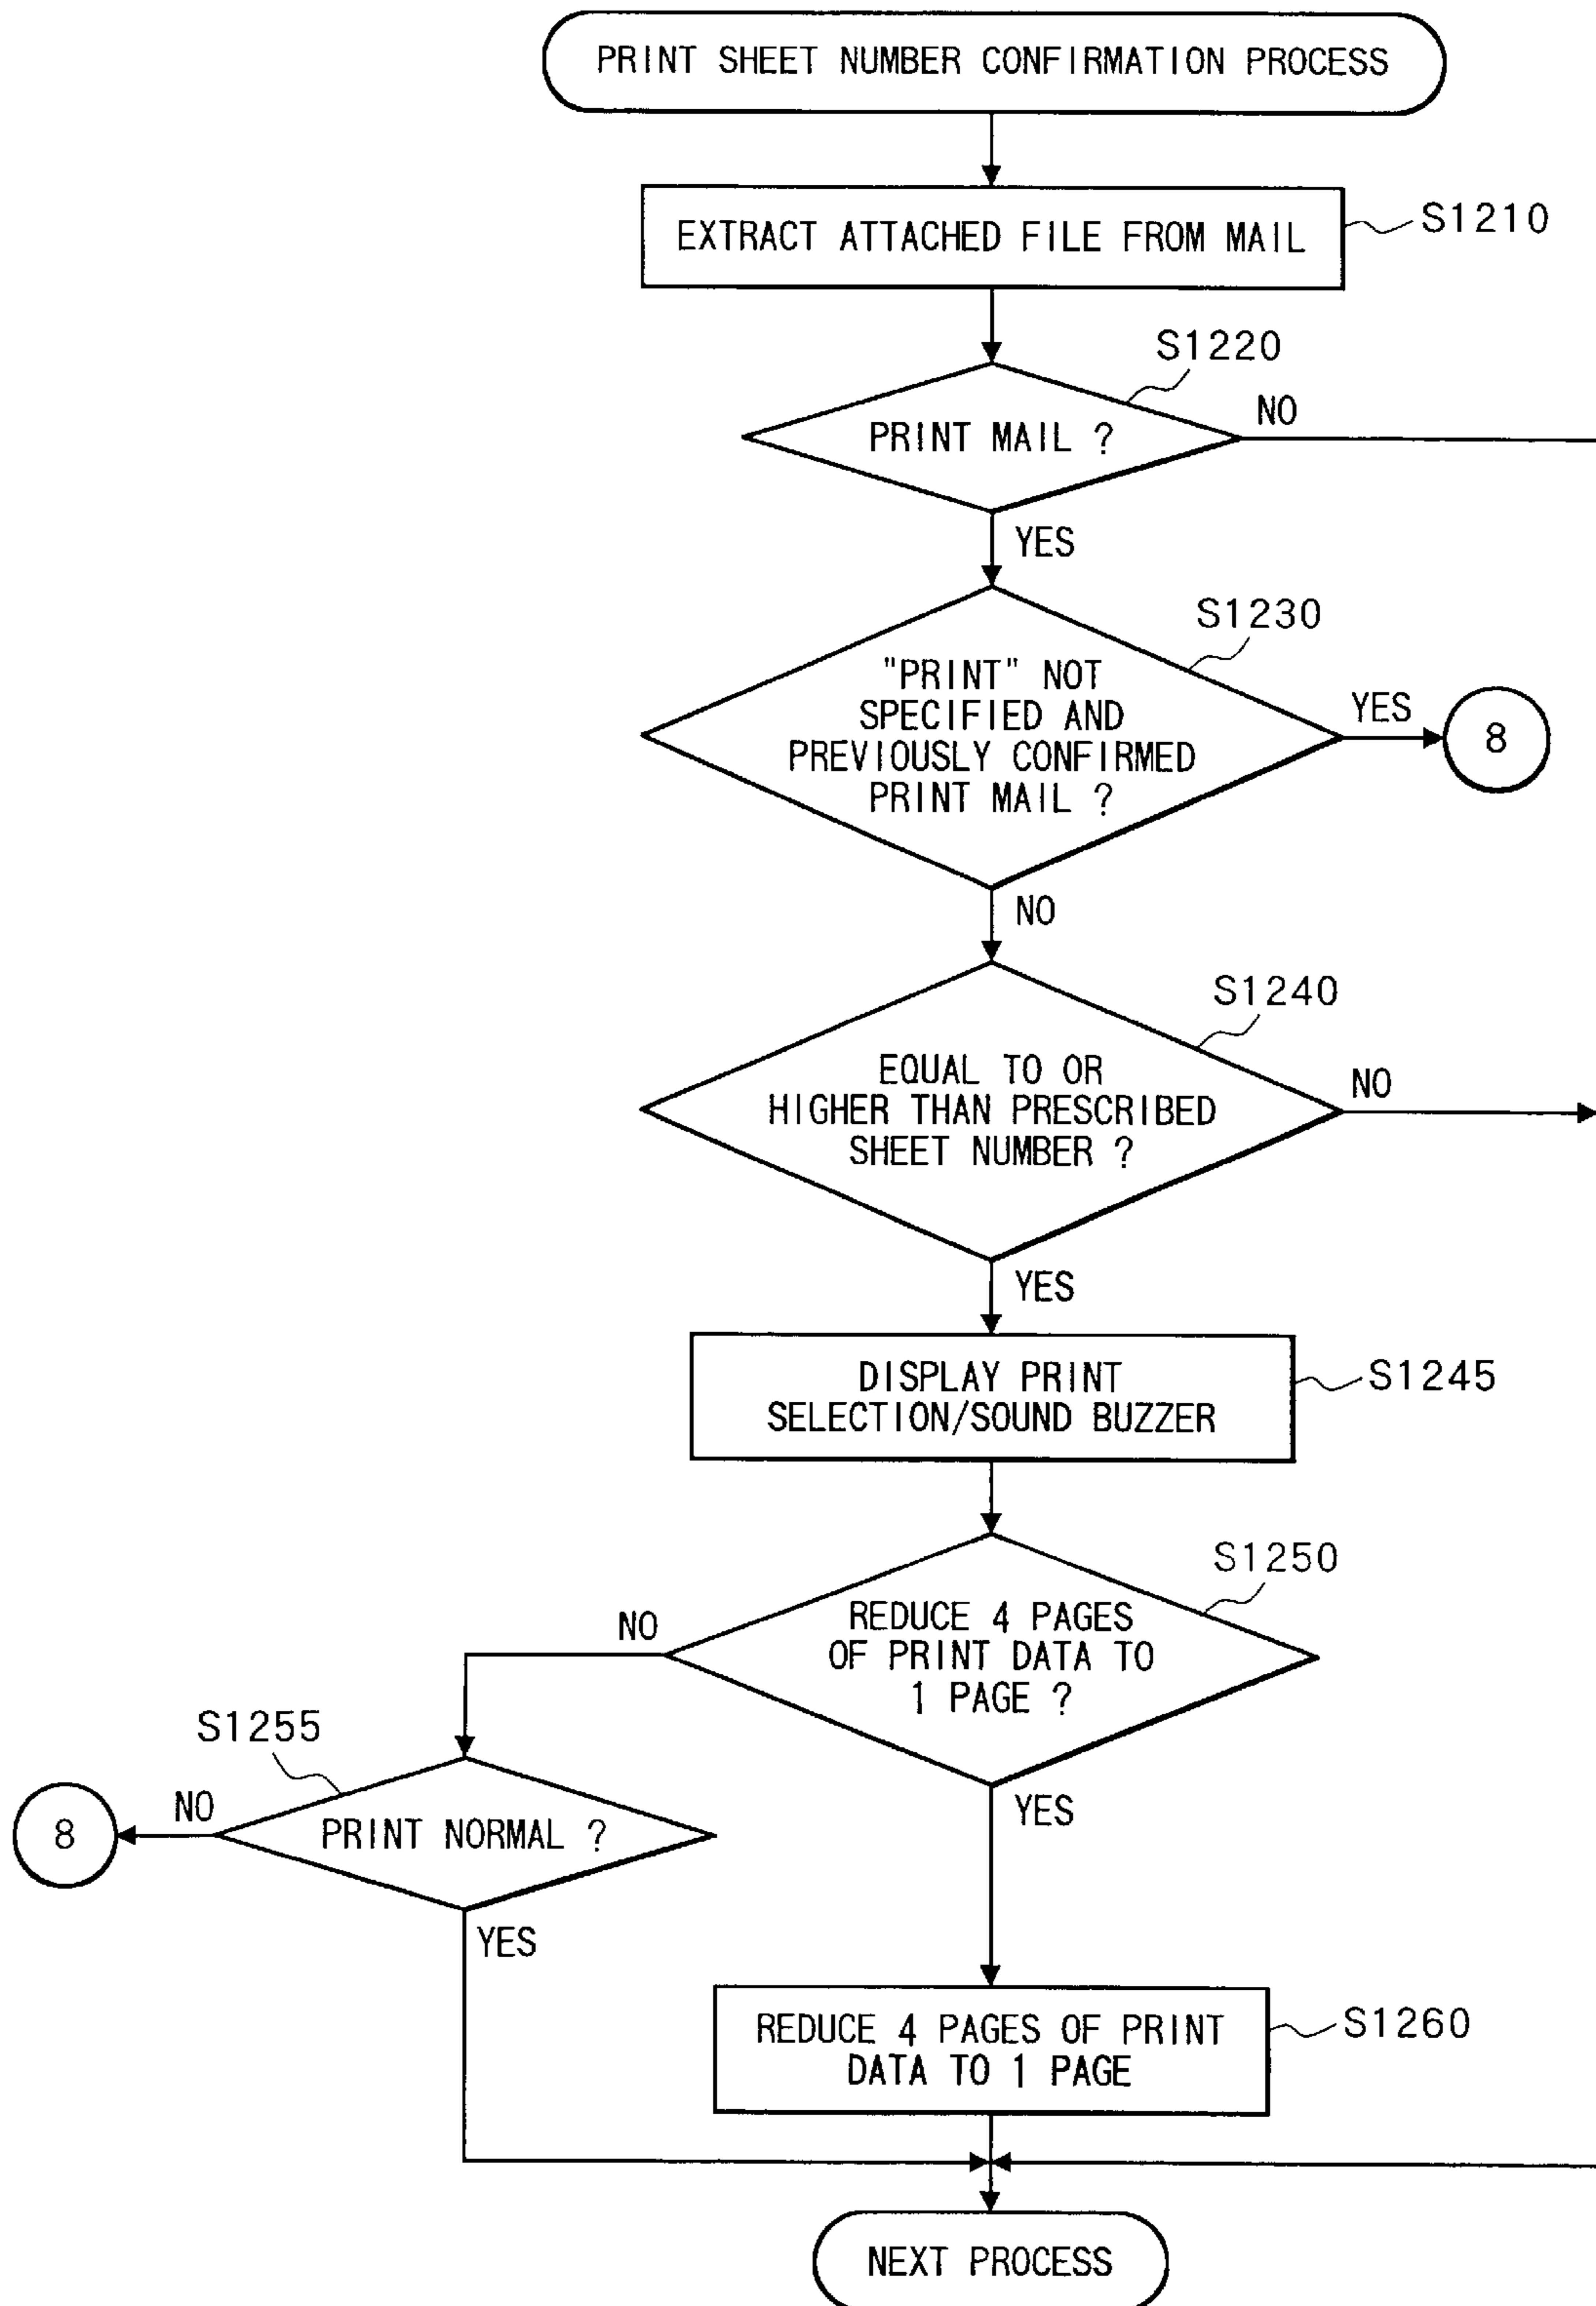 PRINT SHEET NUMBER CONFIRMATION PROCESS
EXTRACT ATTACHED FILE FROM MAIL
S1210
S1220
PRINT MAIL ?
NO
YES
S1230
"PRINT" NOT
SPECIFIED AND
PREVIOUSLY CONFIRMED
PRINT MAIL ?
YES
8
NO
S1240
EQUAL TO OR
HIGHER THAN PRESCRIBED
SHEET NUMBER ?
NO
YES
DISPLAY PRINT
SELECTION/SOUND BUZZER
S1245
S1250
REDUCE 4 PAGES
OF PRINT DATA TO
1 PAGE ?
NO
YES
S1255
PRINT NORMAL ?
NO
8
YES
REDUCE 4 PAGES OF PRINT
DATA TO 1 PAGE
S1260
NEXT PROCESS